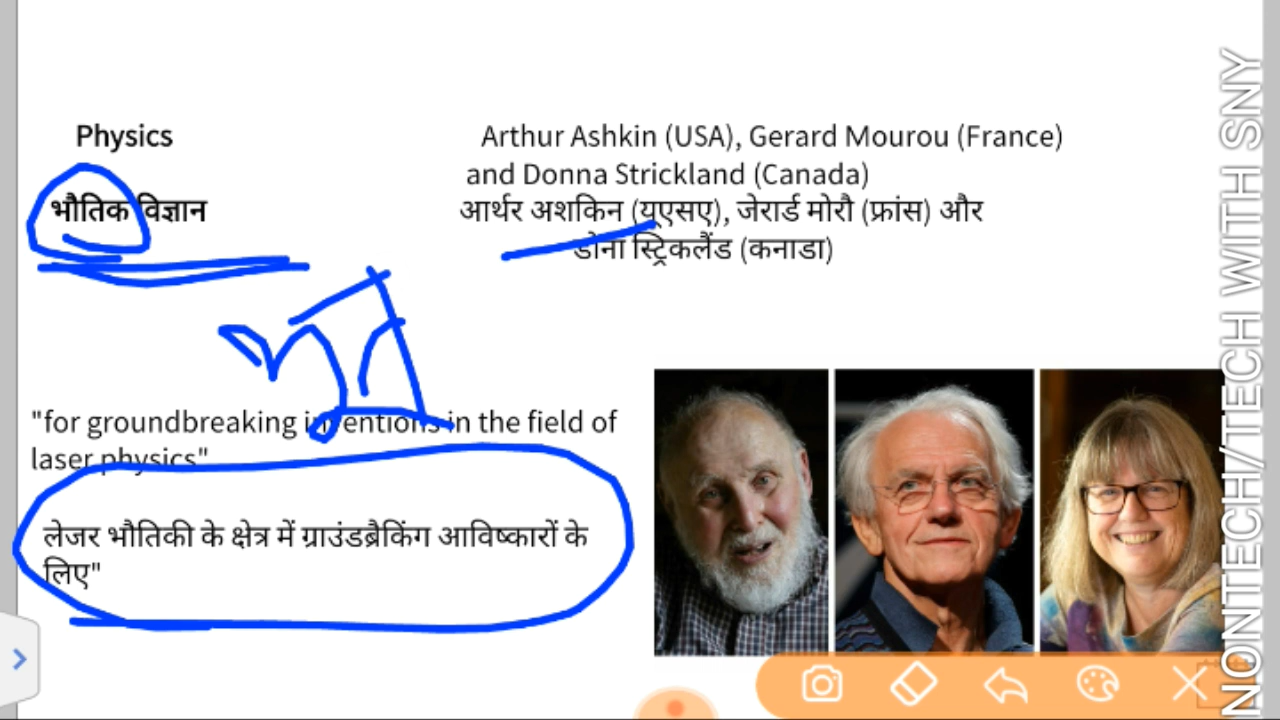 Physics
Arthur Ashkin (USA), Gerard Mourou (France)
and Donna Strickland (Canada)
भौतिक विज्ञान
आर्थर अशकिन (यूएसए), जेरार्ड मोरौ (फ्रांस) और
डोना स्ट्रिकलैंड (कनाडा)
"for groundbreaking inventions in the field of
laser physics"
लेजर भौतिकी के क्षेत्र में ग्राउंडब्रैकिंग आविष्कारों के
लिए"
NONTECH/TECH WITH SNY